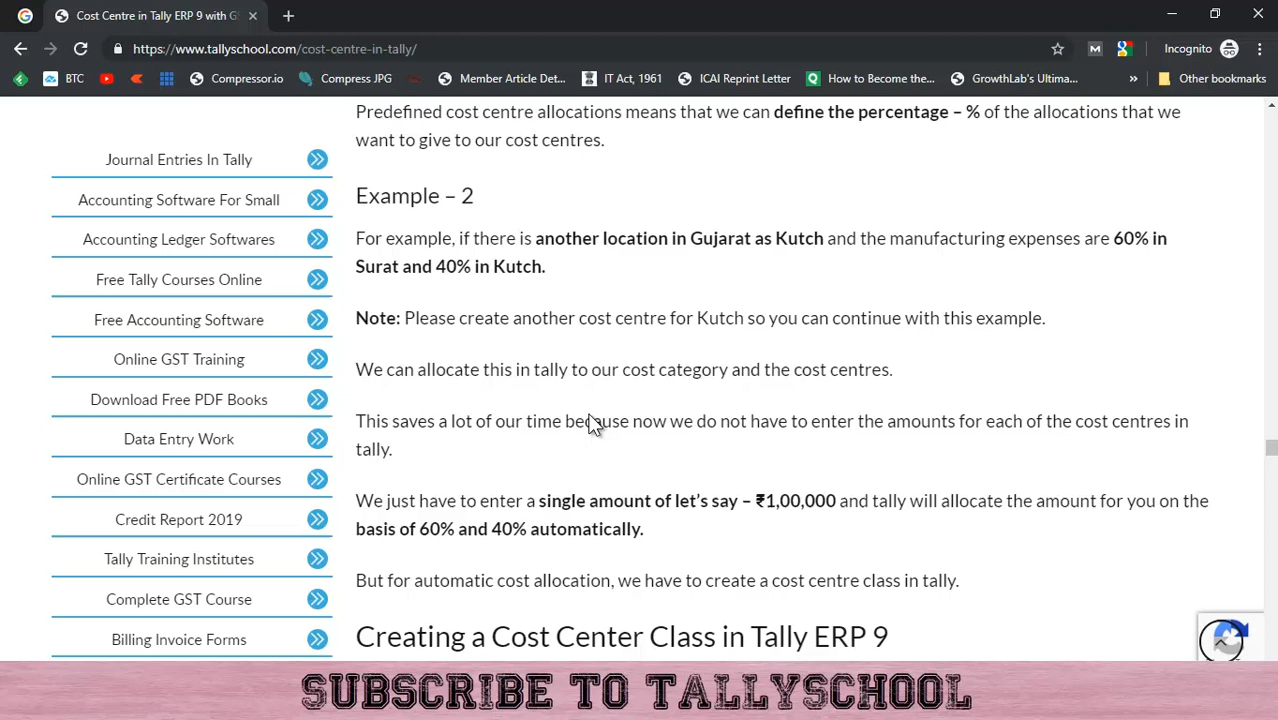 Cost Centre in Tally ERP 9 with G
https://www.tallyschool.com/cost-centre-in-tally/
Incognito
BTC
Compressor.io
Compress JPG
Member Article Det...
IT Act, 1961
ICAI Reprint Letter
How to Become the...
GrowthLab's Ultima...
Other bookmarks
Journal Entries In Tally
Accounting Software For Small
Accounting Ledger Softwares
Free Tally Courses Online
Free Accounting Software
Online GST Training
Download Free PDF Books
Data Entry Work
Online GST Certificate Courses
Credit Report 2019
Tally Training Institutes
Complete GST Course
Billing Invoice Forms
Predefined cost centre allocations means that we can define the percentage – % of the allocations that we
want to give to our cost centres.
Example – 2
For example, if there is another location in Gujarat as Kutch and the manufacturing expenses are 60% in
Surat and 40% in Kutch.
Note: Please create another cost centre for Kutch so you can continue with this example.
We can allocate this in tally to our cost category and the cost centres.
This saves a lot of our time because now we do not have to enter the amounts for each of the cost centres in
tally.
We just have to enter a single amount of let's say – ₹1,00,000 and tally will allocate the amount for you on the
basis of 60% and 40% automatically.
But for automatic cost allocation, we have to create a cost centre class in tally.
Creating a Cost Center Class in Tally ERP 9
SUBSCRIBE TO TALLYSCHOOL